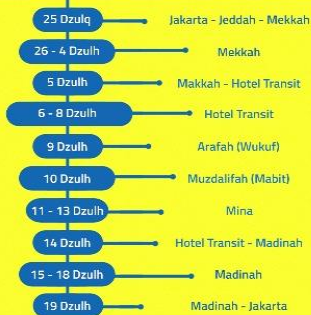 25 Dzulq Jakarta - Jeddah - Mekkah
26 - 4 Dzulh Mekkah
5 Dzulh Makkah - Hotel Transit
6 - 8 Dzulh Hotel Transit
9 Dzulh Arafah (Wukuf)
10 Dzulh Muzdalifah (Mabit)
11 - 13 Dzulh Mina
14 Dzulh Hotel Transit - Madinah
15 - 18 Dzulh Madinah
19 Dzulh Madinah - Jakarta